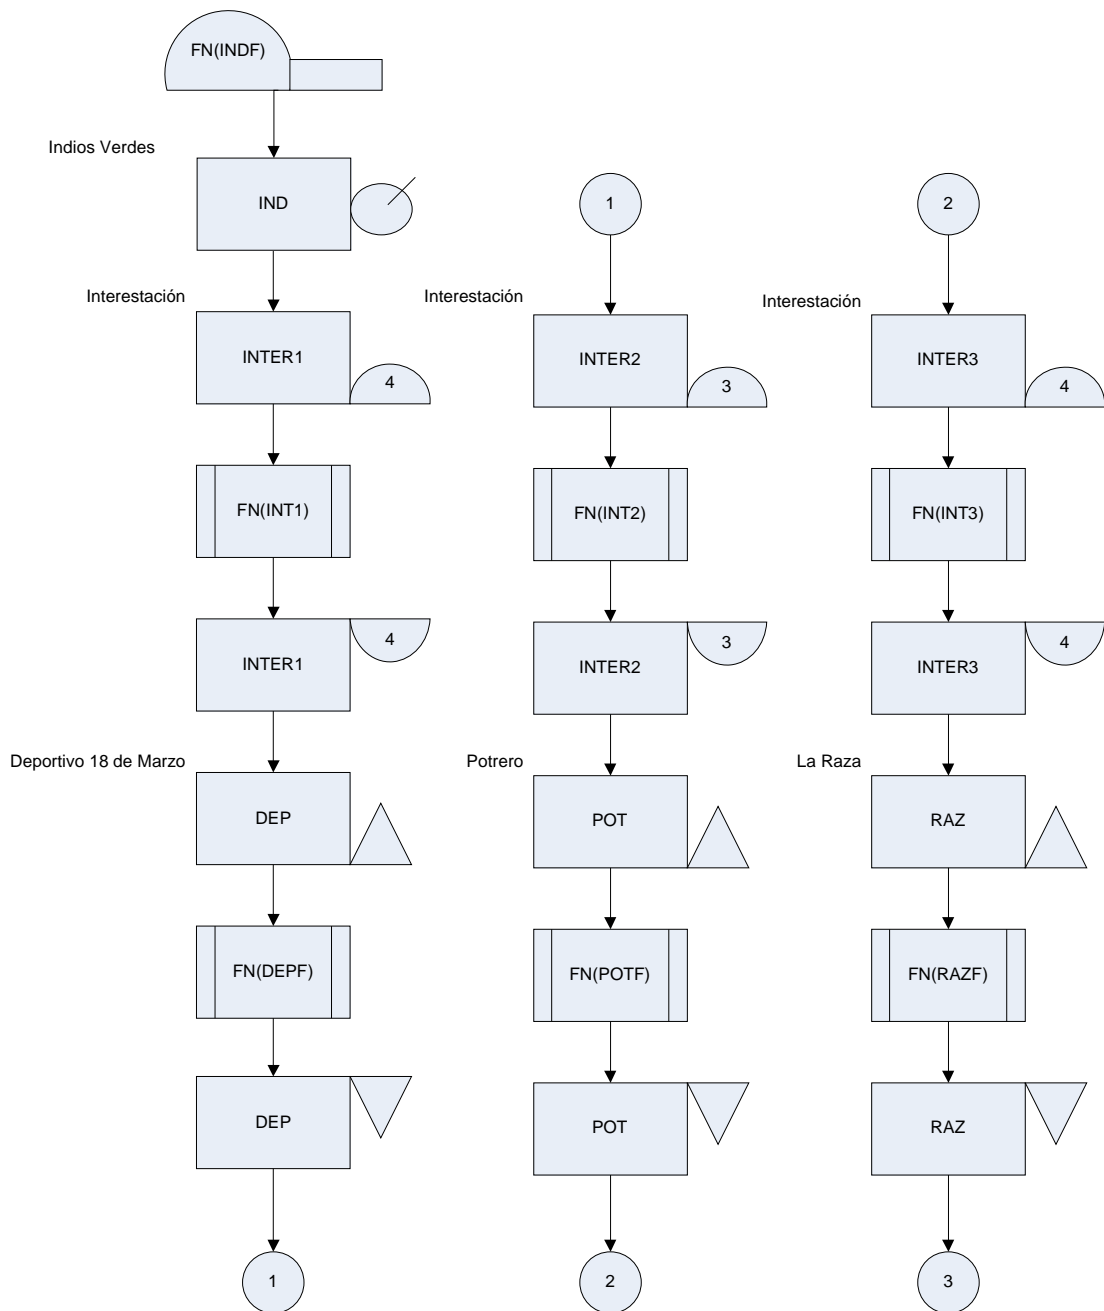 FN(INDF)
Indios Verdes
IND
Interestación
INTER1
4
FN(INT1)
INTER1
4
Deportivo 18 de Marzo
DEP
FN(DEPF)
DEP
1
1
Interestación
INTER2
3
FN(INT2)
INTER2
3
Potrero
POT
FN(POTF)
POT
2
2
Interestación
INTER3
4
FN(INT3)
INTER3
4
La Raza
RAZ
FN(RAZF)
RAZ
3